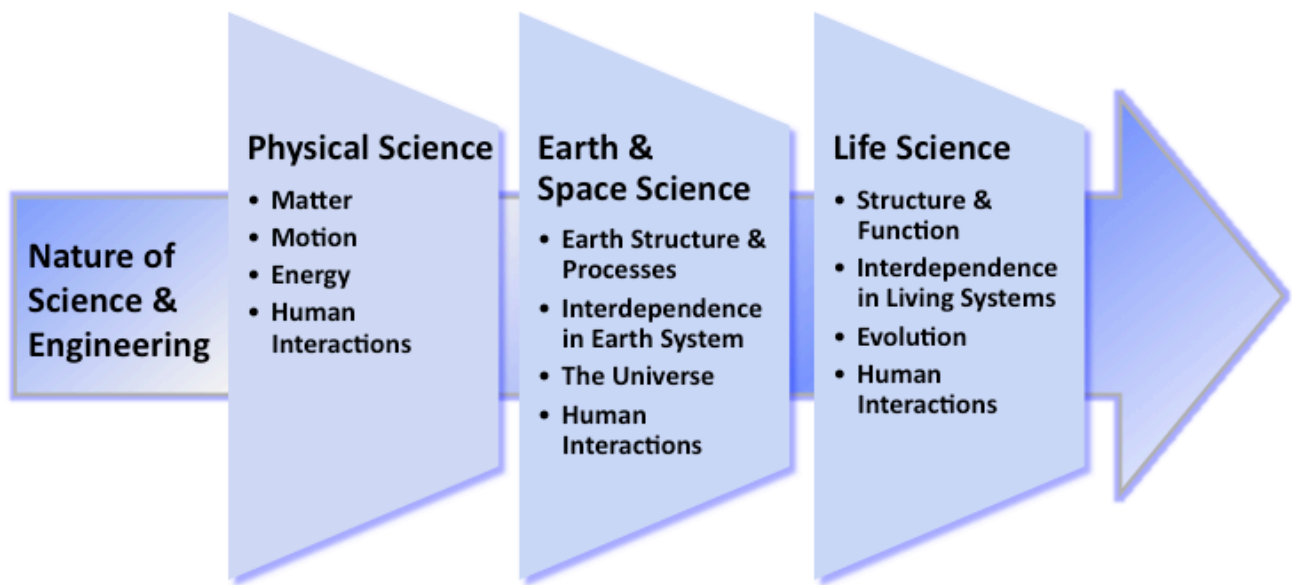 Nature of
Science &
Engineering
Physical Science
• Matter
• Motion
• Energy
• Human
Interactions
Earth &
Space Science
• Earth Structure &
Processes
• Interdependence
in Earth System
• The Universe
• Human
Interactions
Life Science
• Structure &
Function
• Interdependence
in Living Systems
• Evolution
• Human
Interactions